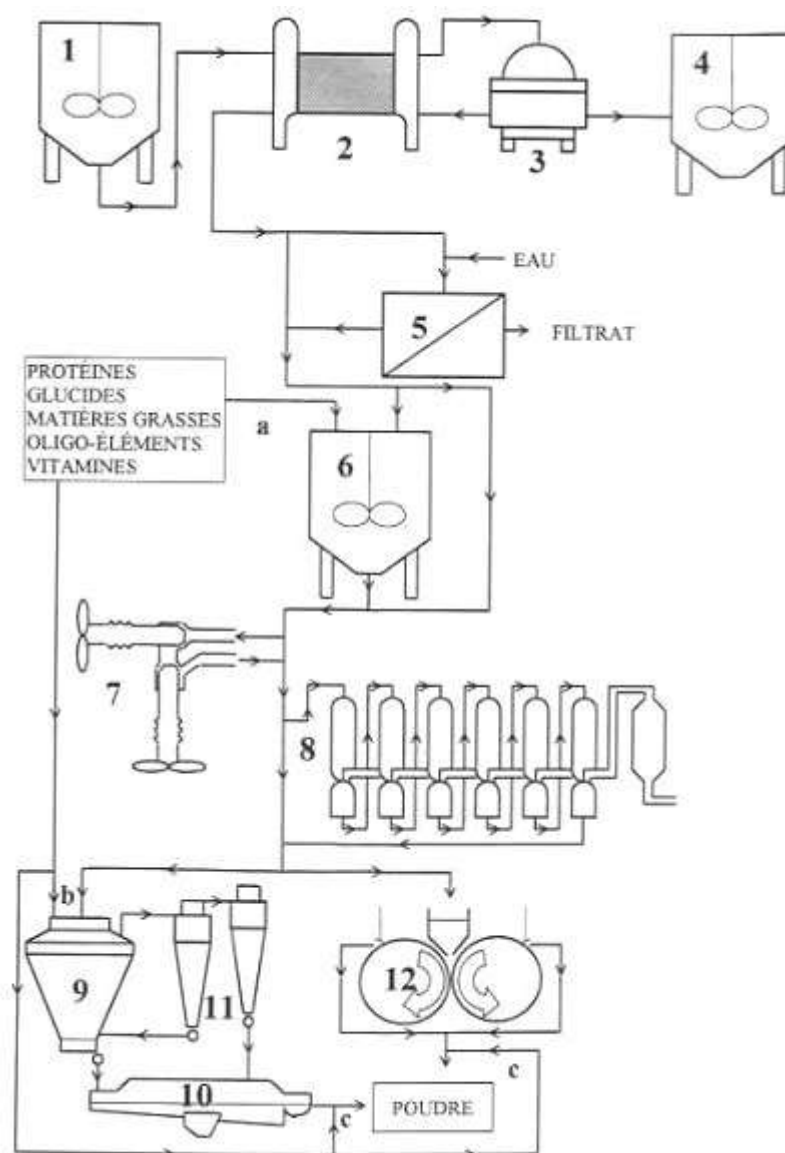 1
2
3
4
EAU
5
FILTRAT
PROTÉINES
GLUCIDES
MATIÈRES GRASSES
OLIGO-ÉLÉMENTS
VITAMINES
a
6
7
8
b
9
11
12
10
c
c
POUDRE